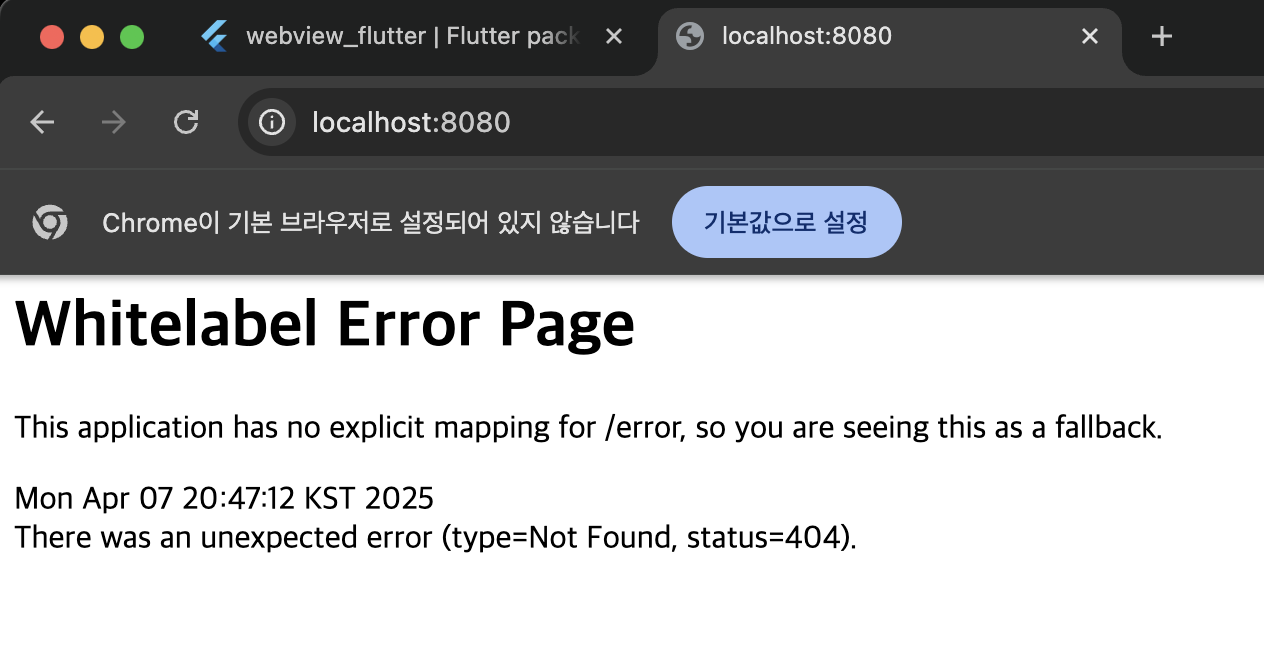 webview_flutter | Flutter pack
localhost:8080
localhost:8080
Chrome이 기본 브라우저로 설정되어 있지 않습니다
기본값으로 설정
Whitelabel Error Page
This application has no explicit mapping for /error, so you are seeing this as a fallback.
Mon Apr 07 20:47:12 KST 2025
There was an unexpected error (type=Not Found, status=404).